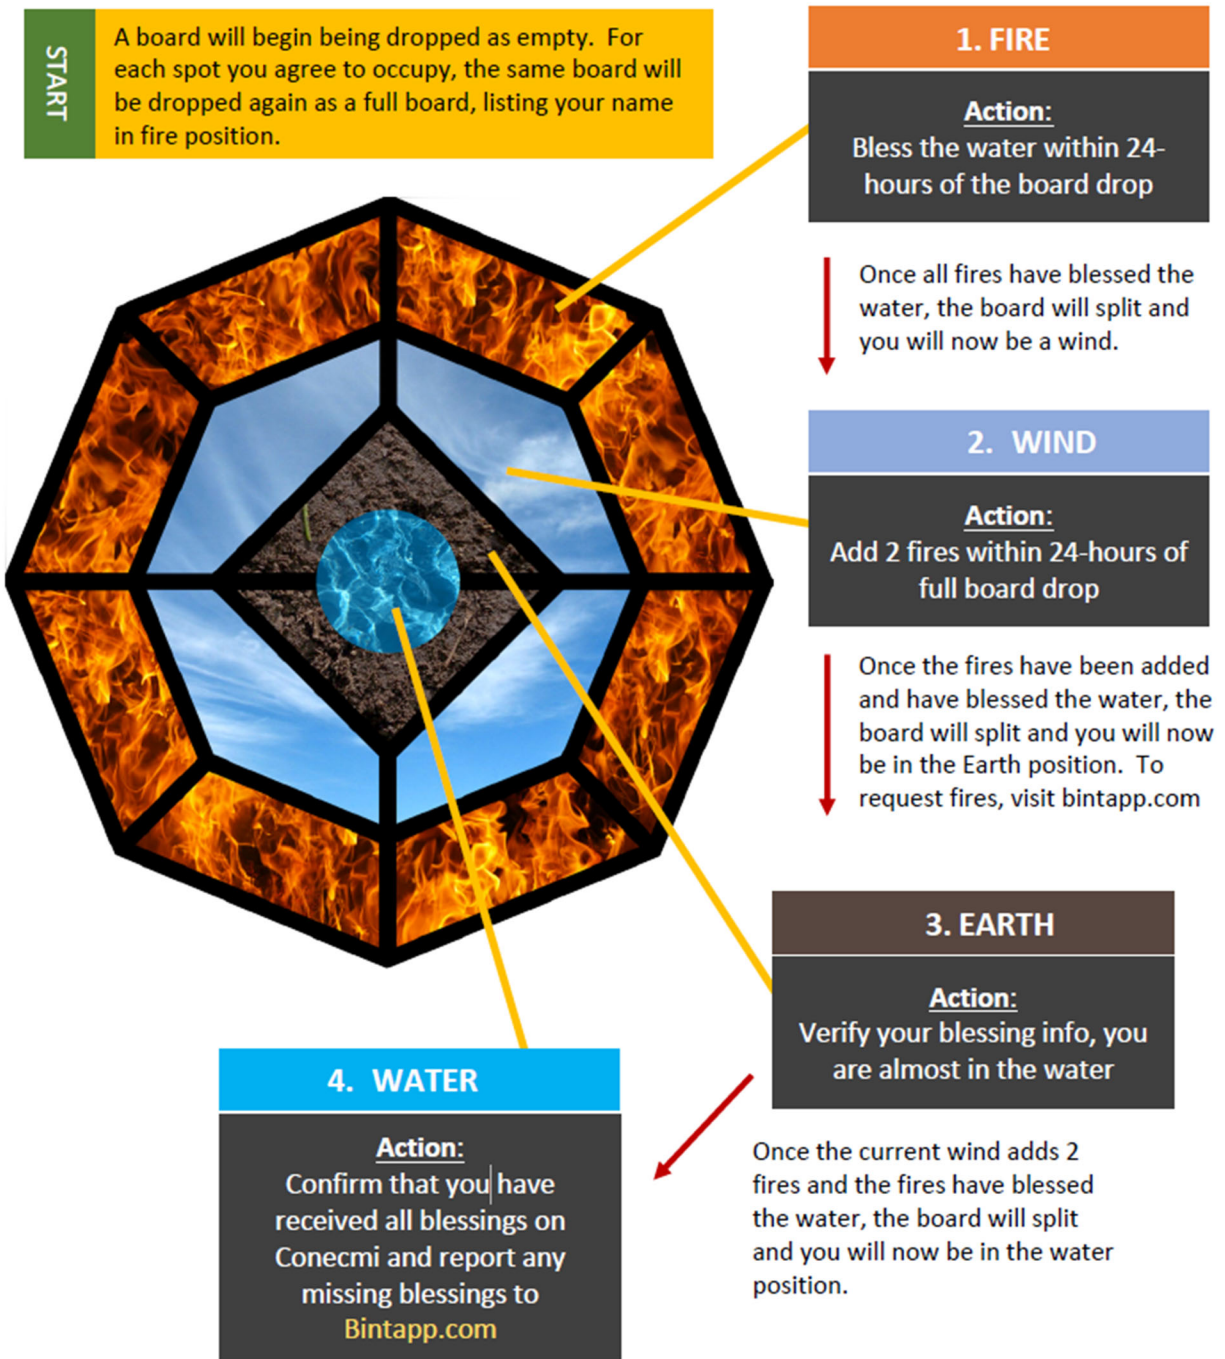 START
A board will begin being dropped as empty.  For
each spot you agree to occupy, the same board will
be dropped again as a full board, listing your name
in fire position.
1. FIRE
Action:
Bless the water within 24-
hours of the board drop
Once all fires have blessed the
water, the board will split and
you will now be a wind.
2.  WIND
Action:
Add 2 fires within 24-hours of
full board drop
Once the fires have been added
and have blessed the water, the
board will split and you will now
be in the Earth position.  To
request fires, visit bintapp.com
3. EARTH
Action:
Verify your blessing info, you
are almost in the water
Once the current wind adds 2
fires and the fires have blessed
the water, the board will split
and you will now be in the water
position.
4.  WATER
Action:
Confirm that you have
received all blessings on
Conecmi and report any
missing blessings to
Bintapp.com